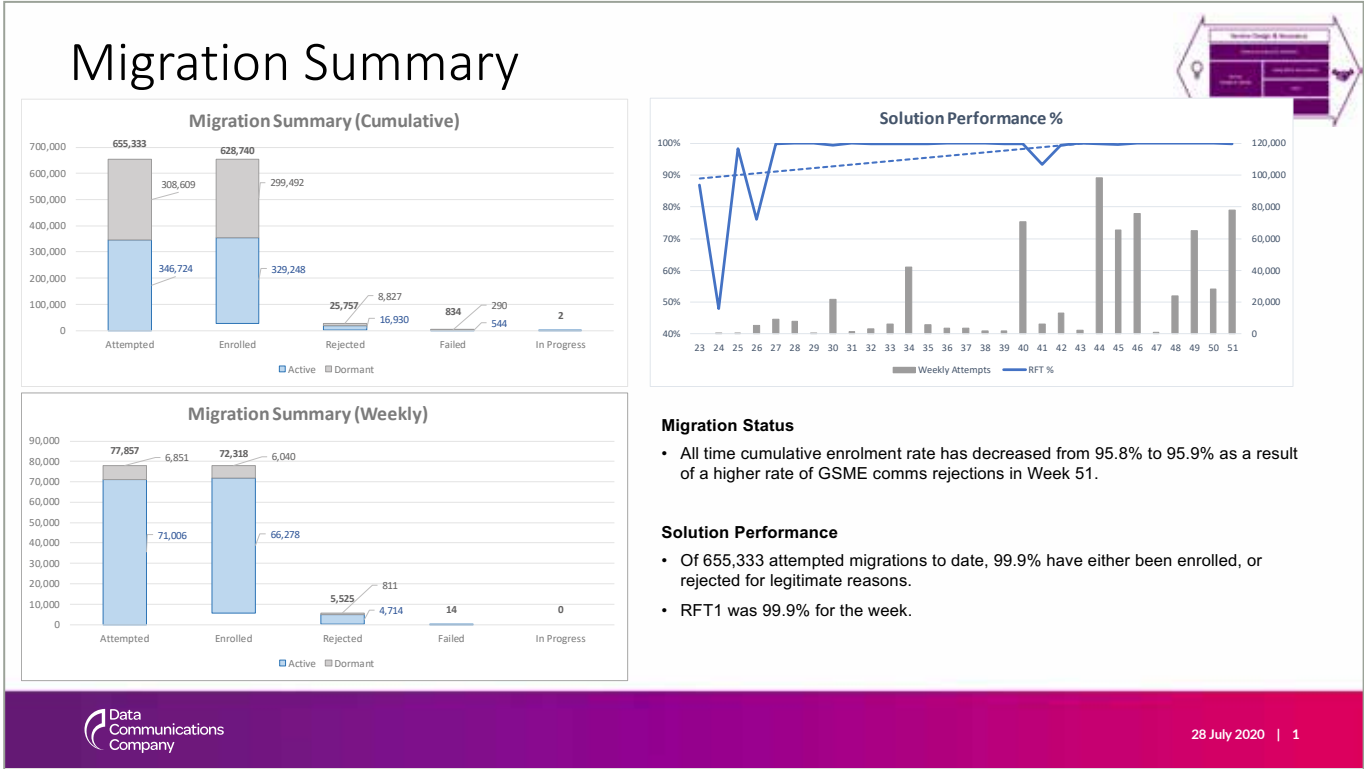 Migration Summary
Service Design & Assurance
Migration Summary (Cumulative)
700,000
600,000
500,000
400,000
300,000
200,000
100,000
0
655,333
308,609
346,724
628,740
299,492
329,248
25,757
8,827
16,930
834
290
544
2
Attempted
Enrolled
Rejected
Failed
In Progress
Active
Dormant
Solution Performance %
100%
90%
80%
70%
60%
50%
40%
120,000
100,000
80,000
60,000
40,000
20,000
0
23 24 25 26 27 28 29 30 31 32 33 34 35 36 37 38 39 40 41 42 43 44 45 46 47 48 49 50 51
Weekly Attempts
RFT %
Migration Summary (Weekly)
90,000
80,000
70,000
60,000
50,000
40,000
30,000
20,000
10,000
0
77,857
6,851
71,006
72,318
6,040
66,278
5,525
811
4,714
14
0
Attempted
Enrolled
Rejected
Failed
In Progress
Active
Dormant
Migration Status
• All time cumulative enrolment rate has decreased from 95.8% to 95.9% as a result
of a higher rate of GSME comms rejections in Week 51.
Solution Performance
• Of 655,333 attempted migrations to date, 99.9% have either been enrolled, or
rejected for legitimate reasons.
• RFT1 was 99.9% for the week.
Data
Communications
Company
28 July 2020 | 1